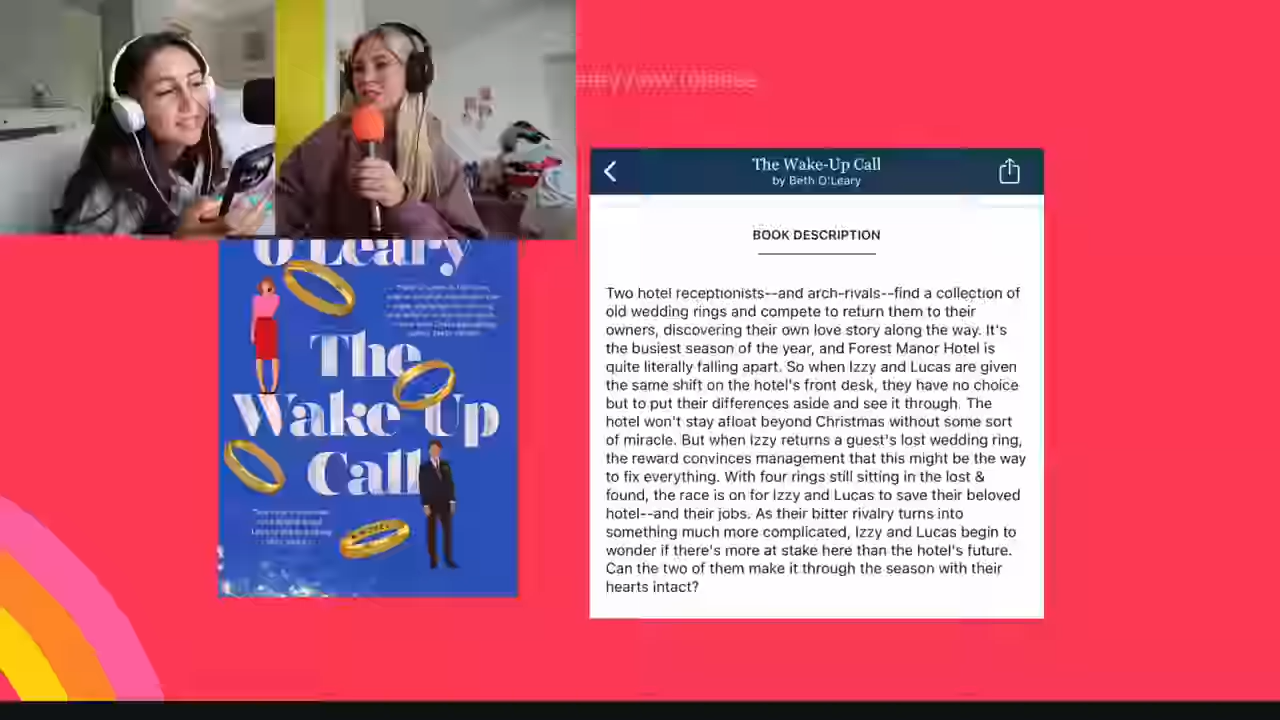 O'Leary
The
Wake Up
Call
The Wake-Up Call
by Beth O'Leary
BOOK DESCRIPTION
Two hotel receptionists--and arch-rivals--find a collection of
old wedding rings and compete to return them to their
owners, discovering their own love story along the way. It's
the busiest season of the year, and Forest Manor Hotel is
quite literally falling apart. So when Izzy and Lucas are given
the same shift on the hotel's front desk, they have no choice
but to put their differences aside and see it through. The
hotel won't stay afloat beyond Christmas without some sort
of miracle. But when Izzy returns a guest's lost wedding ring,
the reward convinces management that this might be the way
to fix everything. With four rings still sitting in the lost &
found, the race is on for Izzy and Lucas to save their beloved
hotel--and their jobs. As their bitter rivalry turns into
something much more complicated, Izzy and Lucas begin to
wonder if there's more at stake here than the hotel's future.
Can the two of them make it through the season with their
hearts intact?